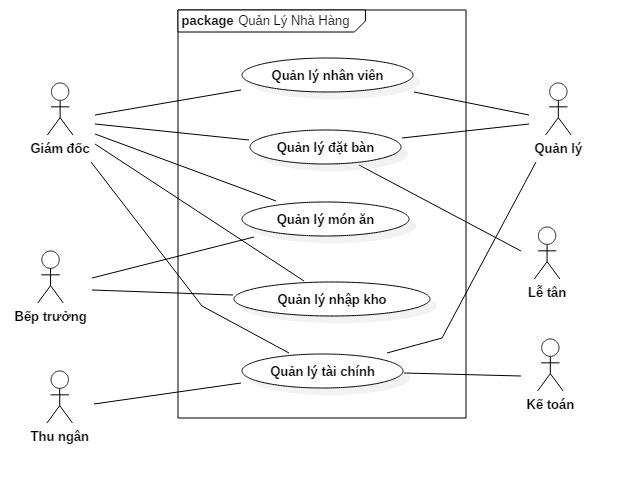 package Quản Lý Nhà Hàng
Quản lý nhân viên
Giám đốc
Quản lý đặt bàn
Quản lý
Quản lý món ăn
Bếp trưởng
Lễ tân
Quản lý nhập kho
Quản lý tài chính
Kế toán
Thu ngân